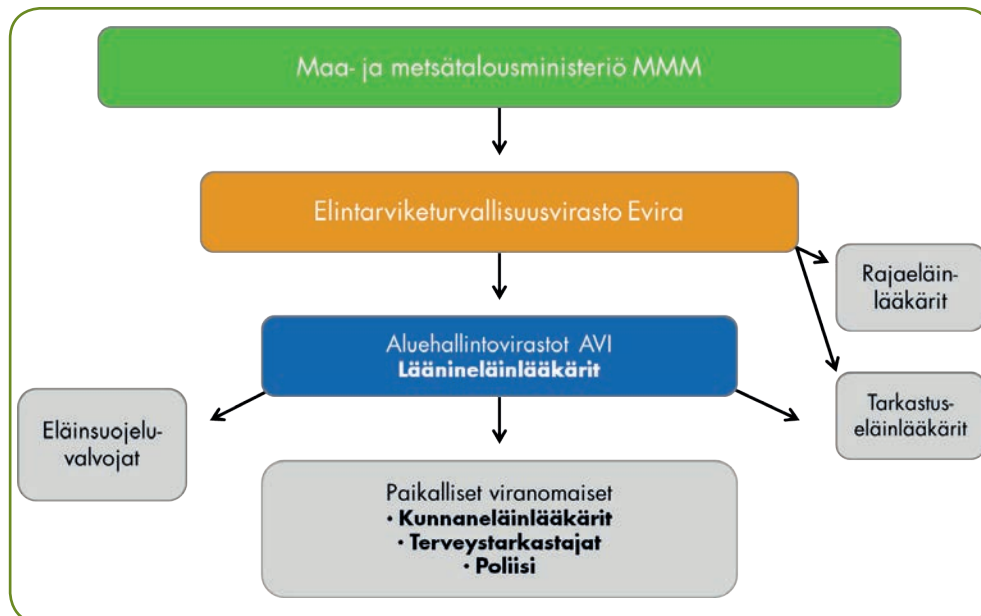 Maa- ja metsätalousministeriö MMM
Elintarviketurvallisuusvirasto Evira
Rajaeläin-
lääkärit
Aluehallintovirastot AVI
Läänineläinlääkärit
Eläinsuojelu-
valvojat
Tarkastus-
eläinlääkärit
Paikalliset viranomaiset
• Kunnaneläinlääkärit
• Terveystarkastajat
• Poliisi